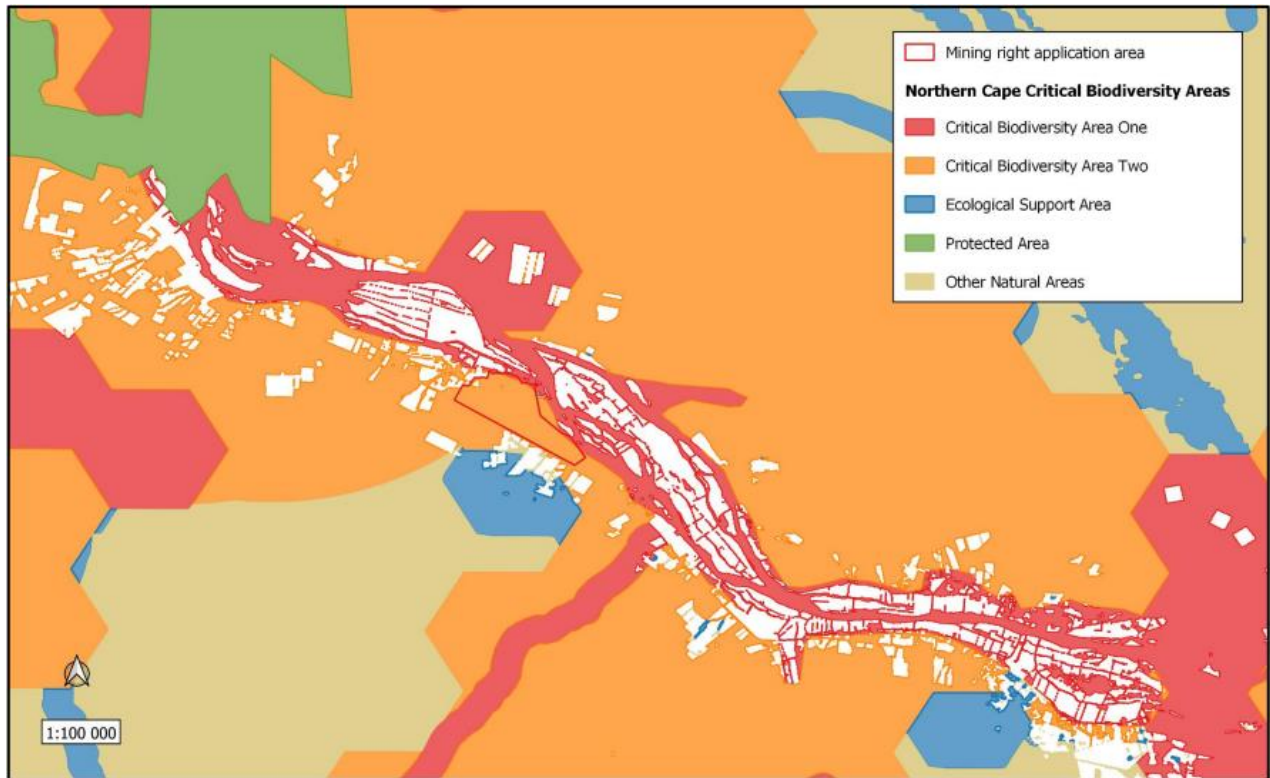 Mining right application area
Northern Cape Critical Biodiversity Areas
Critical Biodiversity Area One
Critical Biodiversity Area Two
Ecological Support Area
Protected Area
Other Natural Areas
1:100 000